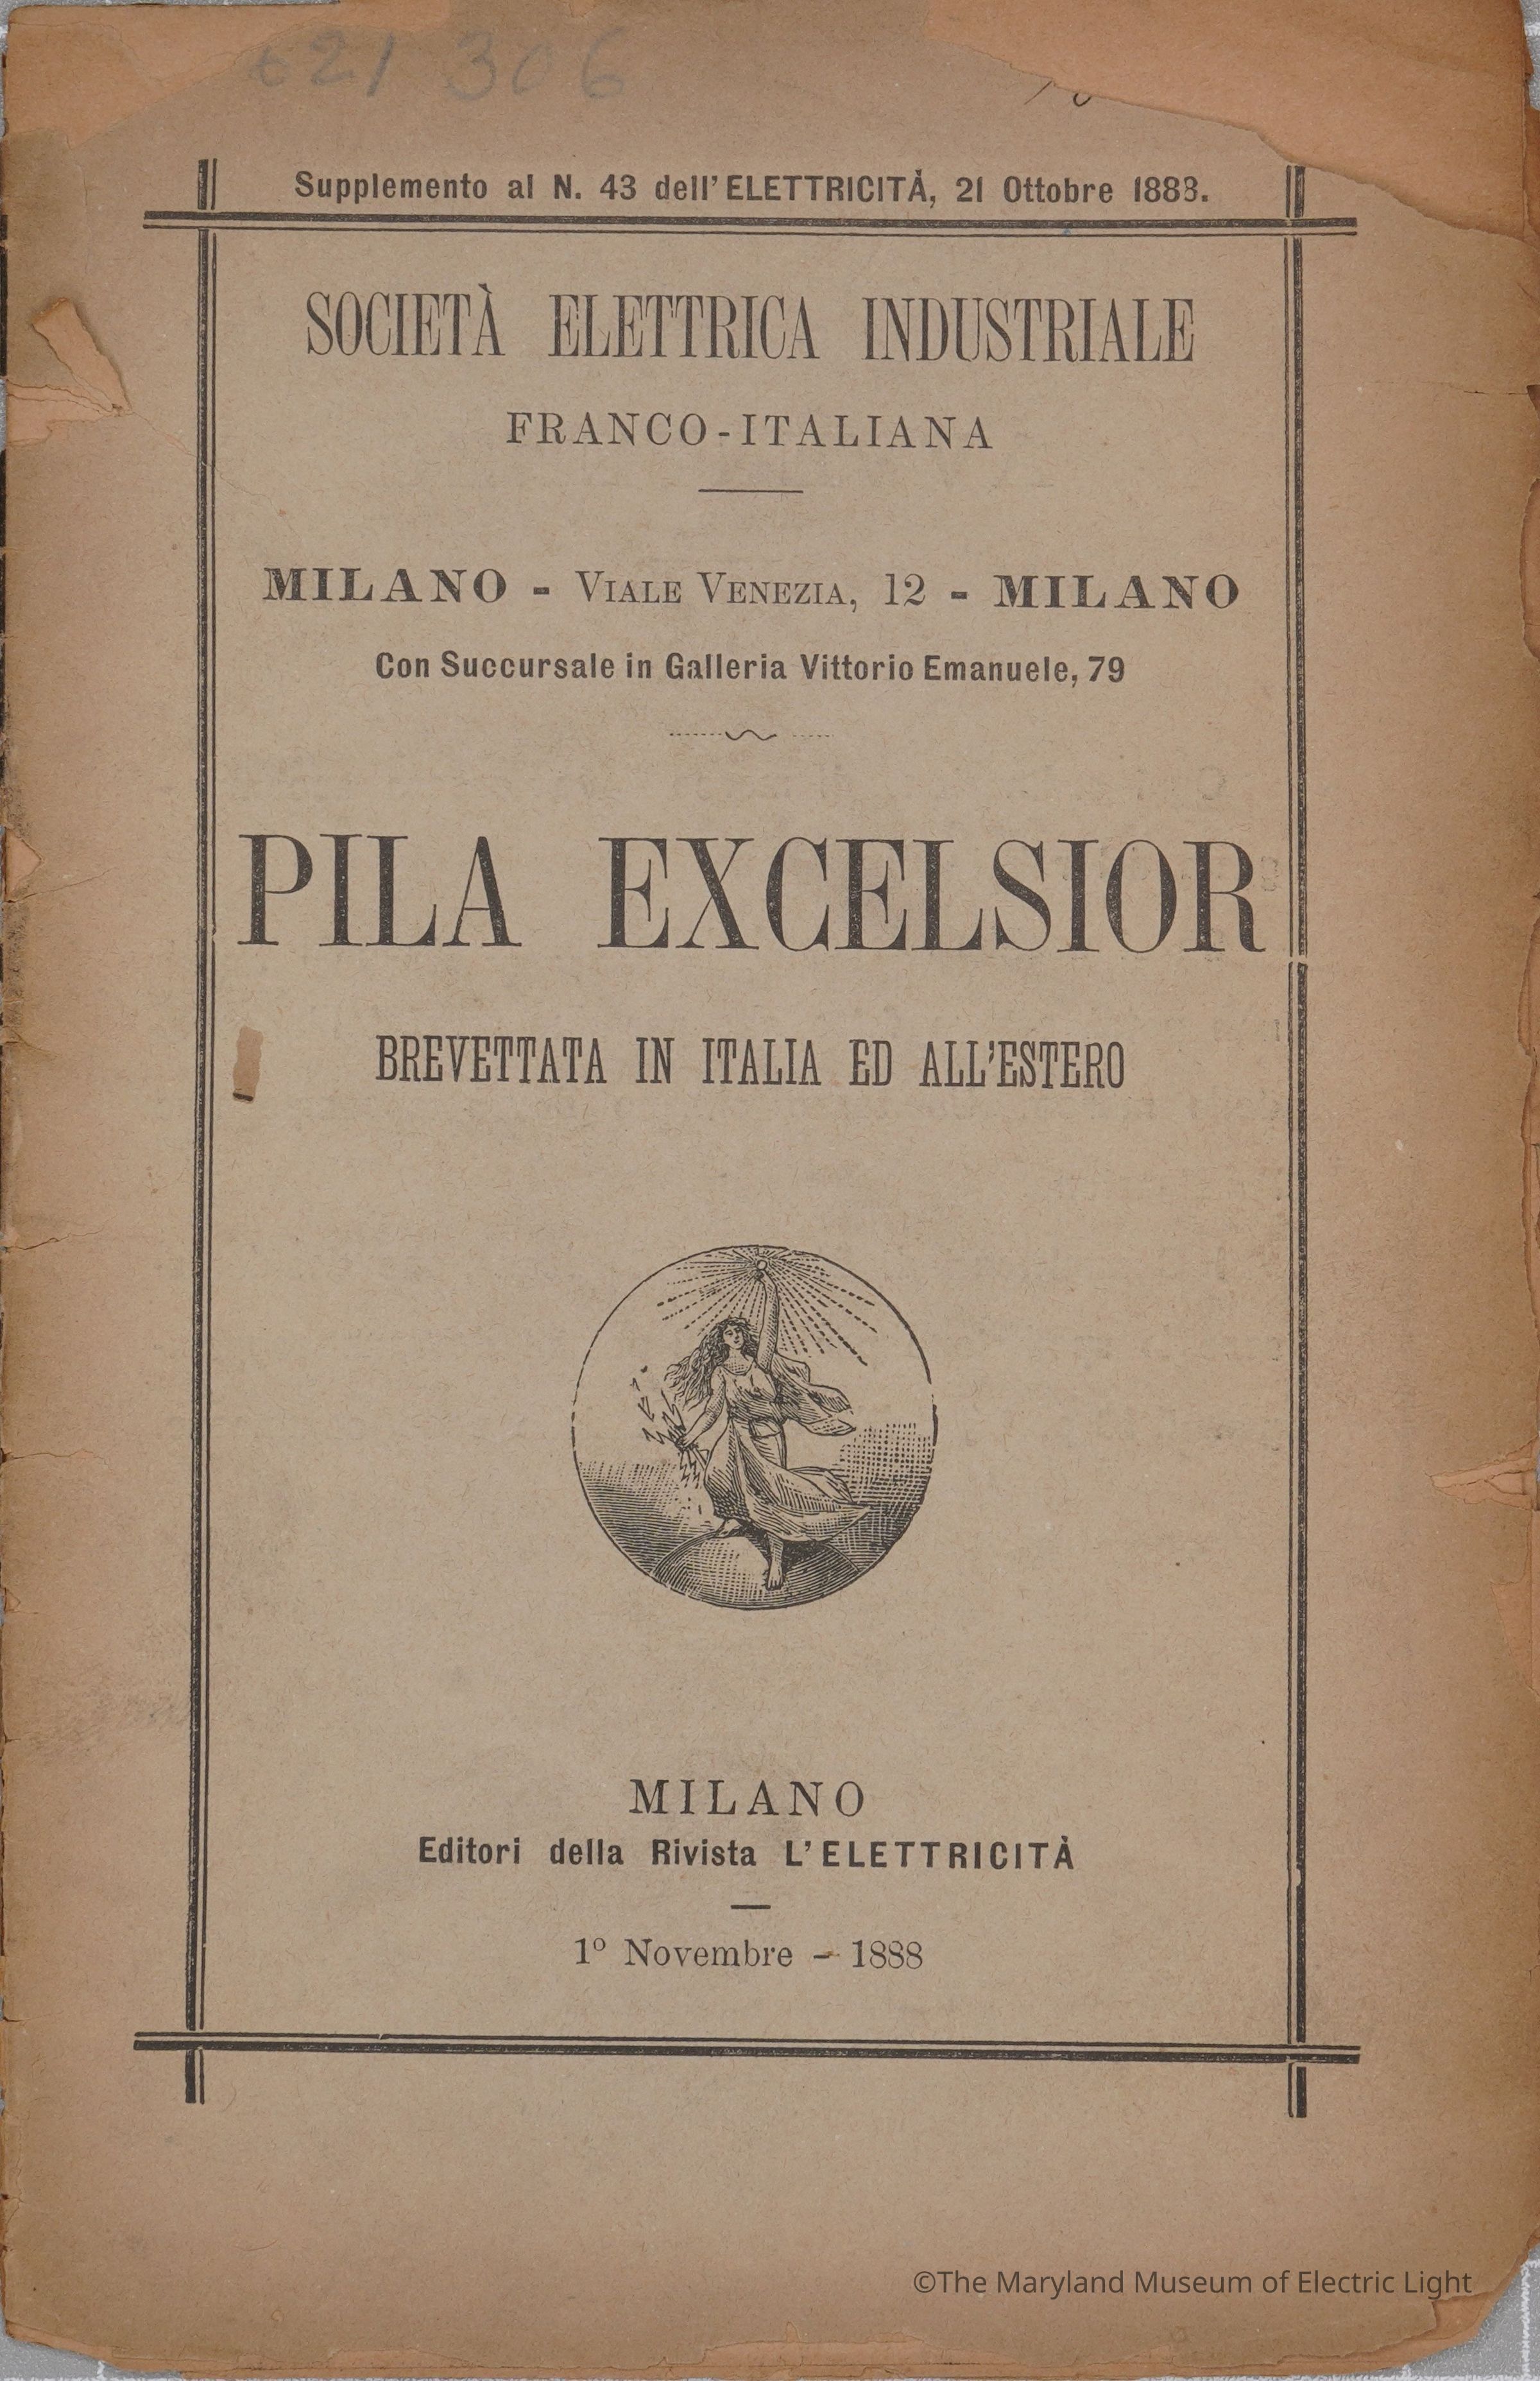 621 306
Supplemento al N. 43 dell' ELETTRICITÀ, 21 Ottobre 1888.
SOCIETÀ ELETTRICA INDUSTRIALE
FRANCO-ITALIANA
MILANO - VIALE VENEZIA, 12 - MILANO
Con Succursale in Galleria Vittorio Emanuele, 79
PILA EXCELSIOR
BREVETTATA IN ITALIA ED ALL'ESTERO
MILANO
Editori della Rivista L'ELETTRICITÀ
1º Novembre - 1888
©The Maryland Museum of Electric Light